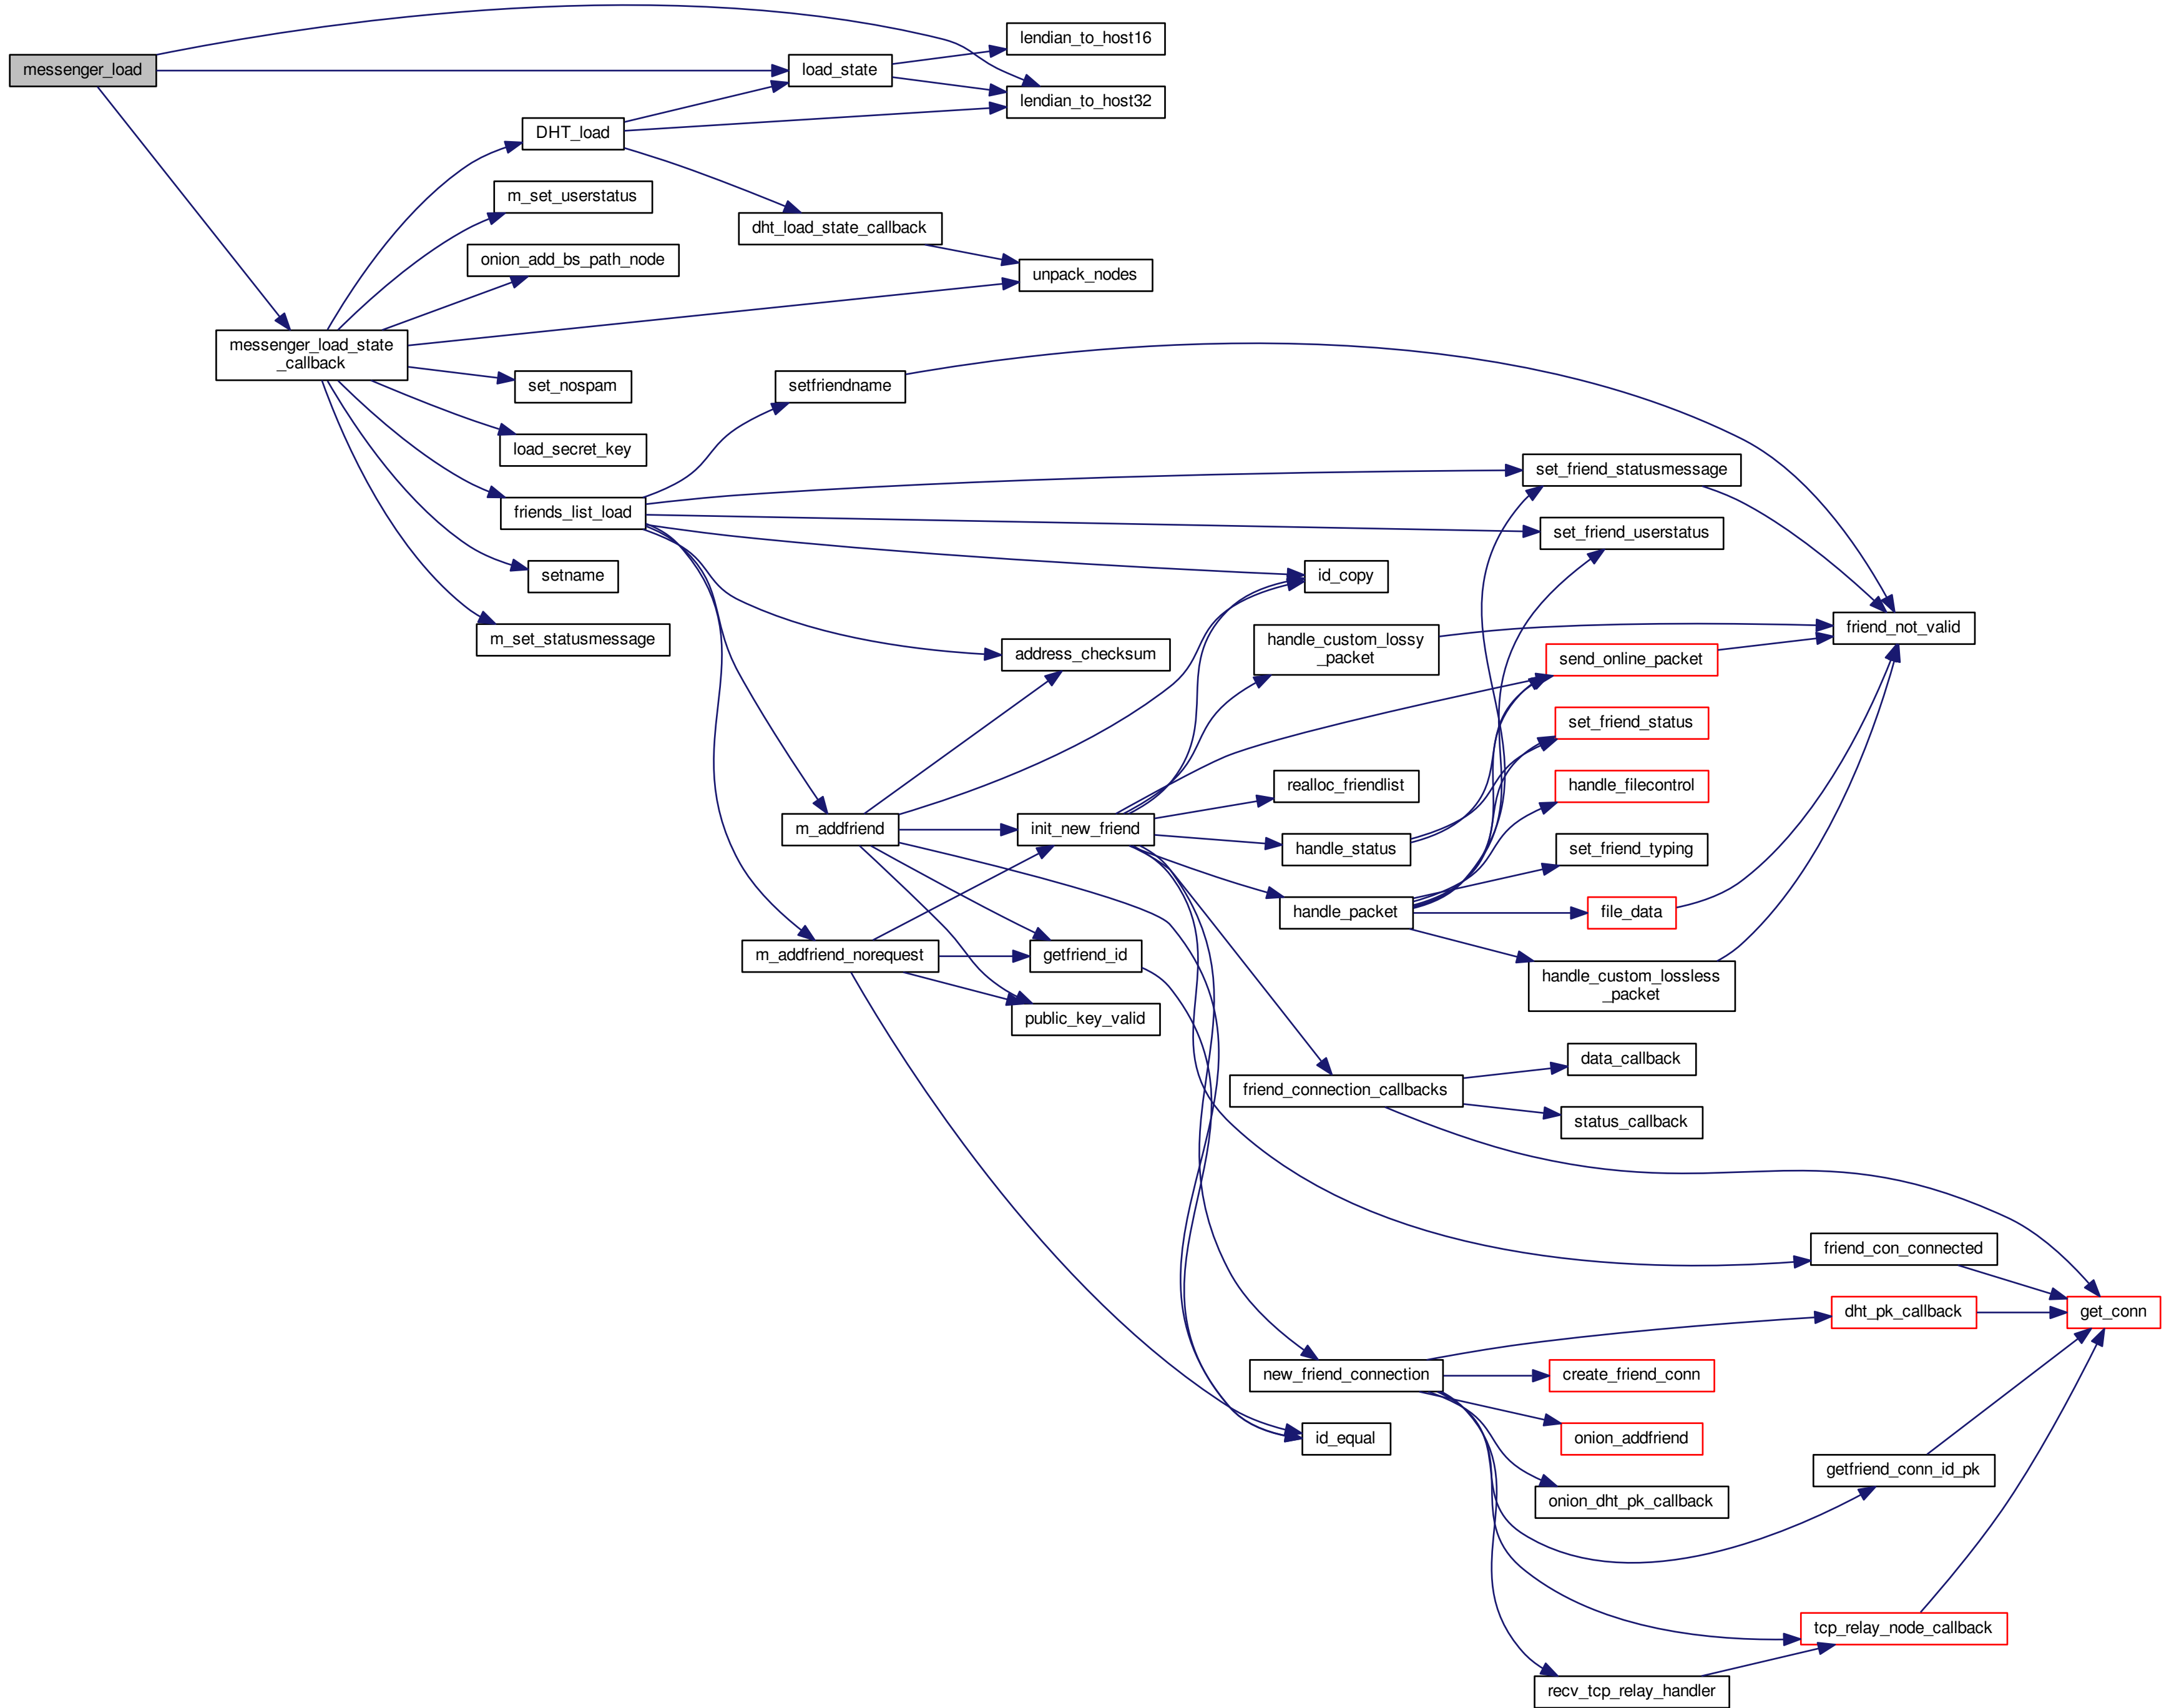 messenger_load
lendian_to_host16
load_state
lendian_to_host32
DHT_load
m_set_userstatus
dht_load_state_callback
onion_add_bs_path_node
unpack_nodes
messenger_load_state
_callback
set_nospam
setfriendname
load_secret_key
set_friend_statusmessage
friends_list_load
set_friend_userstatus
setname
id_copy
m_set_statusmessage
address_checksum
handle_custom_lossy
_packet
friend_not_valid
send_online_packet
set_friend_status
realloc_friendlist
handle_filecontrol
m_addfriend
init_new_friend
handle_status
set_friend_typing
handle_packet
file_data
m_addfriend_norequest
getfriend_id
handle_custom_lossless
_packet
public_key_valid
data_callback
friend_connection_callbacks
status_callback
friend_con_connected
dht_pk_callback
get_conn
new_friend_connection
create_friend_conn
id_equal
onion_addfriend
getfriend_conn_id_pk
onion_dht_pk_callback
tcp_relay_node_callback
recv_tcp_relay_handler